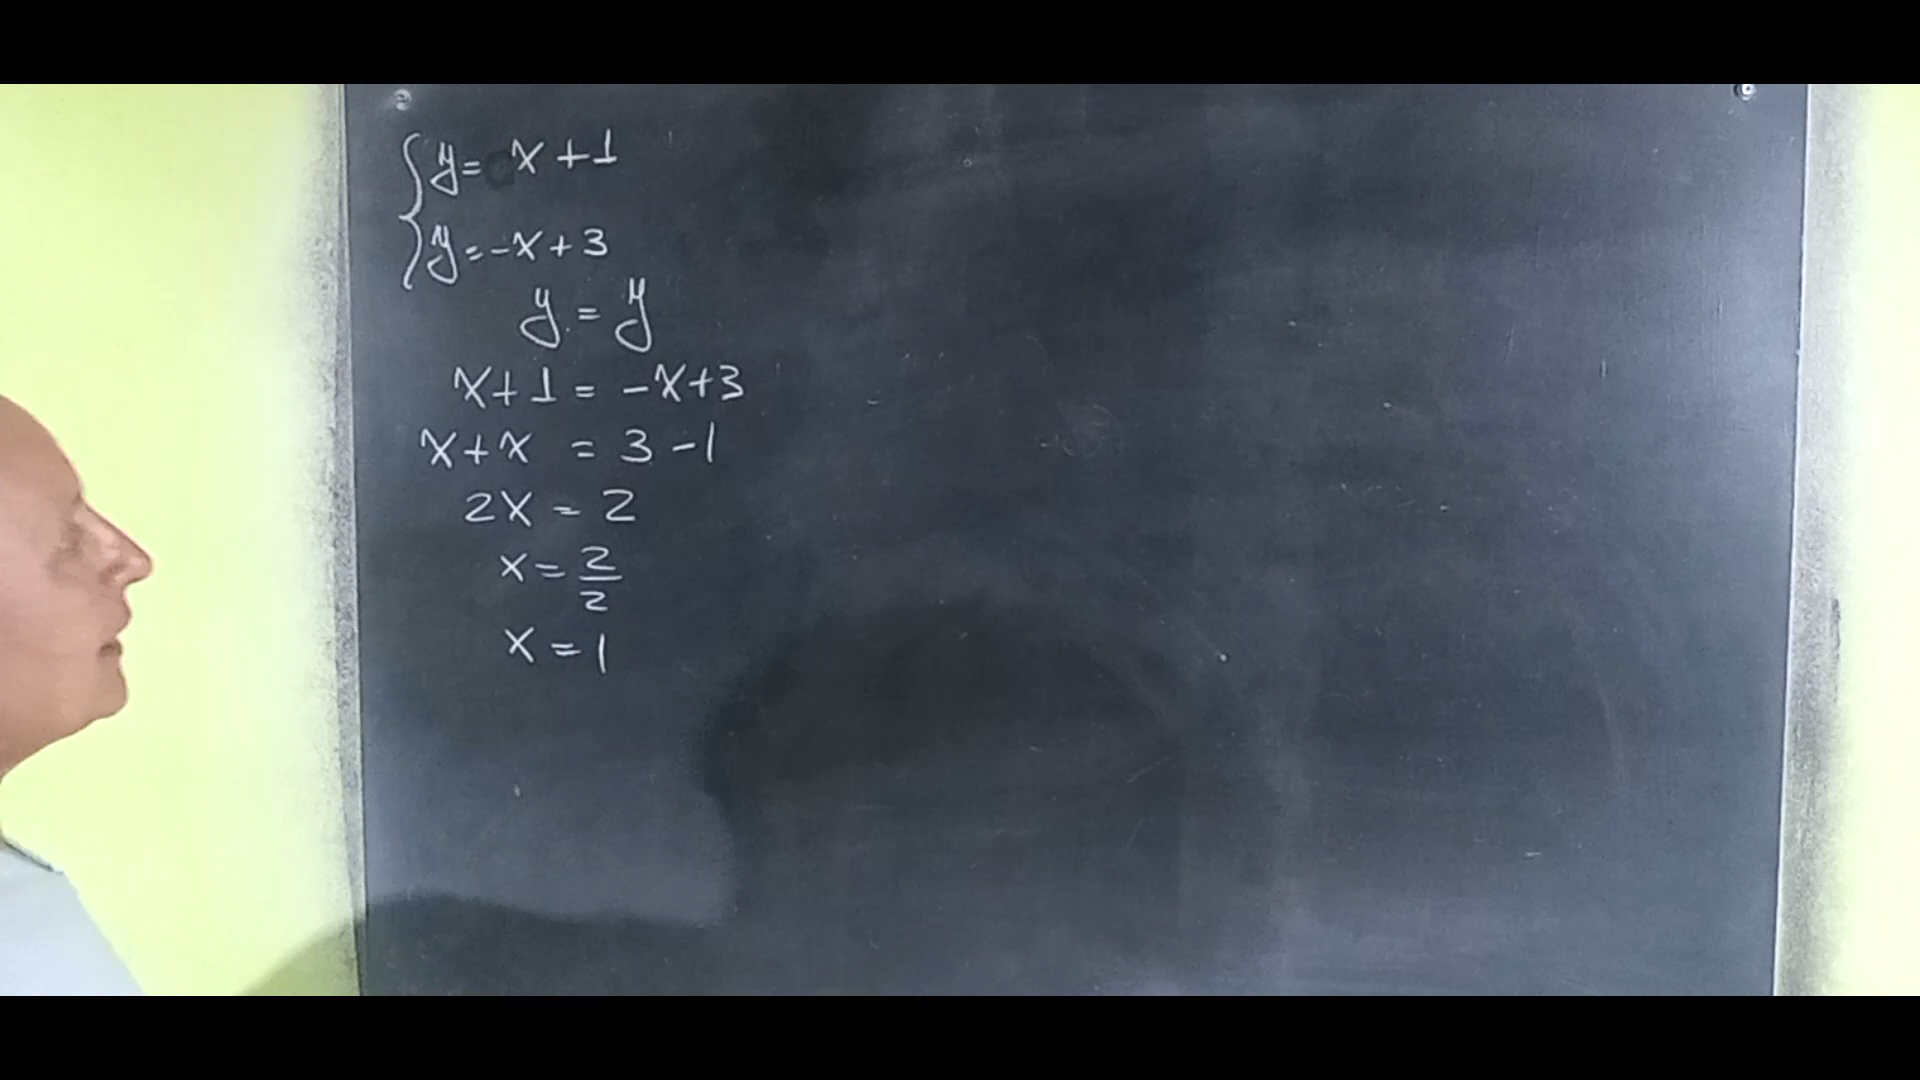 {y = x + 1
{y = -x + 3
y = y
x + 1 = -x + 3
x + x = 3 - 1
2x = 2
x = 2/2
x = 1